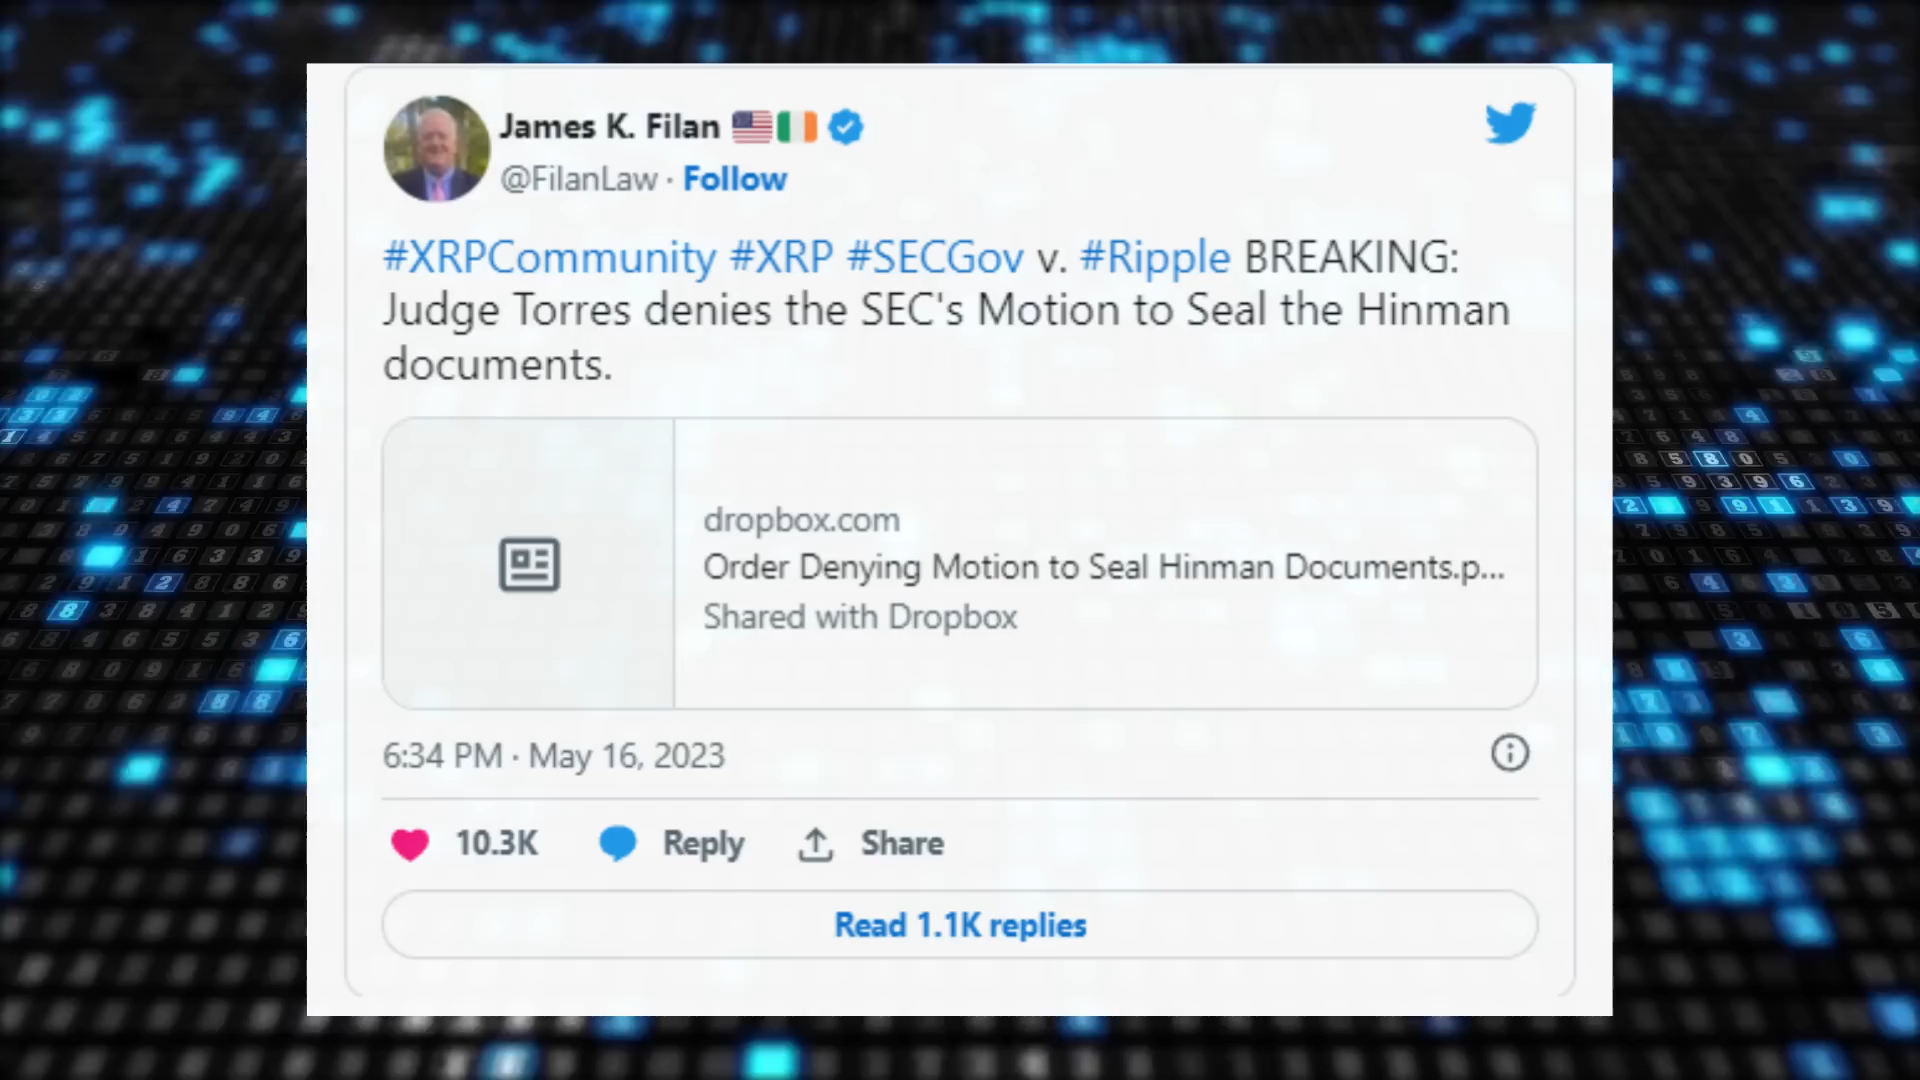 James K. Filan
@FilanLaw · Follow
#XRPCommunity #XRP #SECGov v. #Ripple BREAKING:
Judge Torres denies the SEC's Motion to Seal the Hinman
documents.
dropbox.com
Order Denying Motion to Seal Hinman Documents.p...
Shared with Dropbox
6:34 PM · May 16, 2023
10.3K Reply Share
Read 1.1K replies